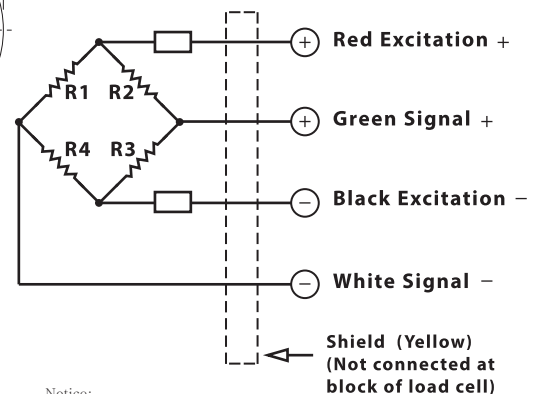 Red Excitation +
R1 R2
Green Signal +
R4 R3
Black Excitation −
White Signal −
Shield (Yellow)
(Not connected at
block of load cell)
Notice: